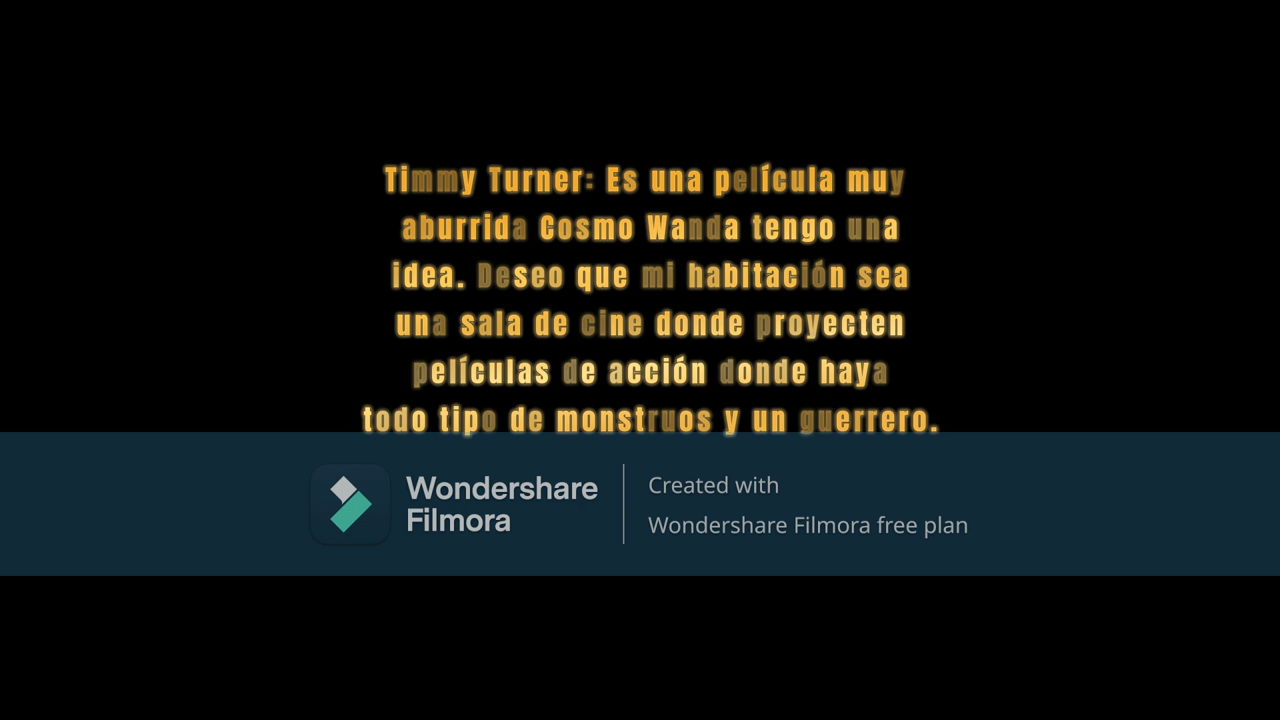 Timmy Turner: Es una película muy
aburrida Cosmo Wanda tengo una
idea. Deseo que mi habitación sea
una sala de cine donde proyecten
películas de acción donde haya
todo tipo de monstruos y un guerrero.
Wondershare
Filmora
Created with
Wondershare Filmora free plan